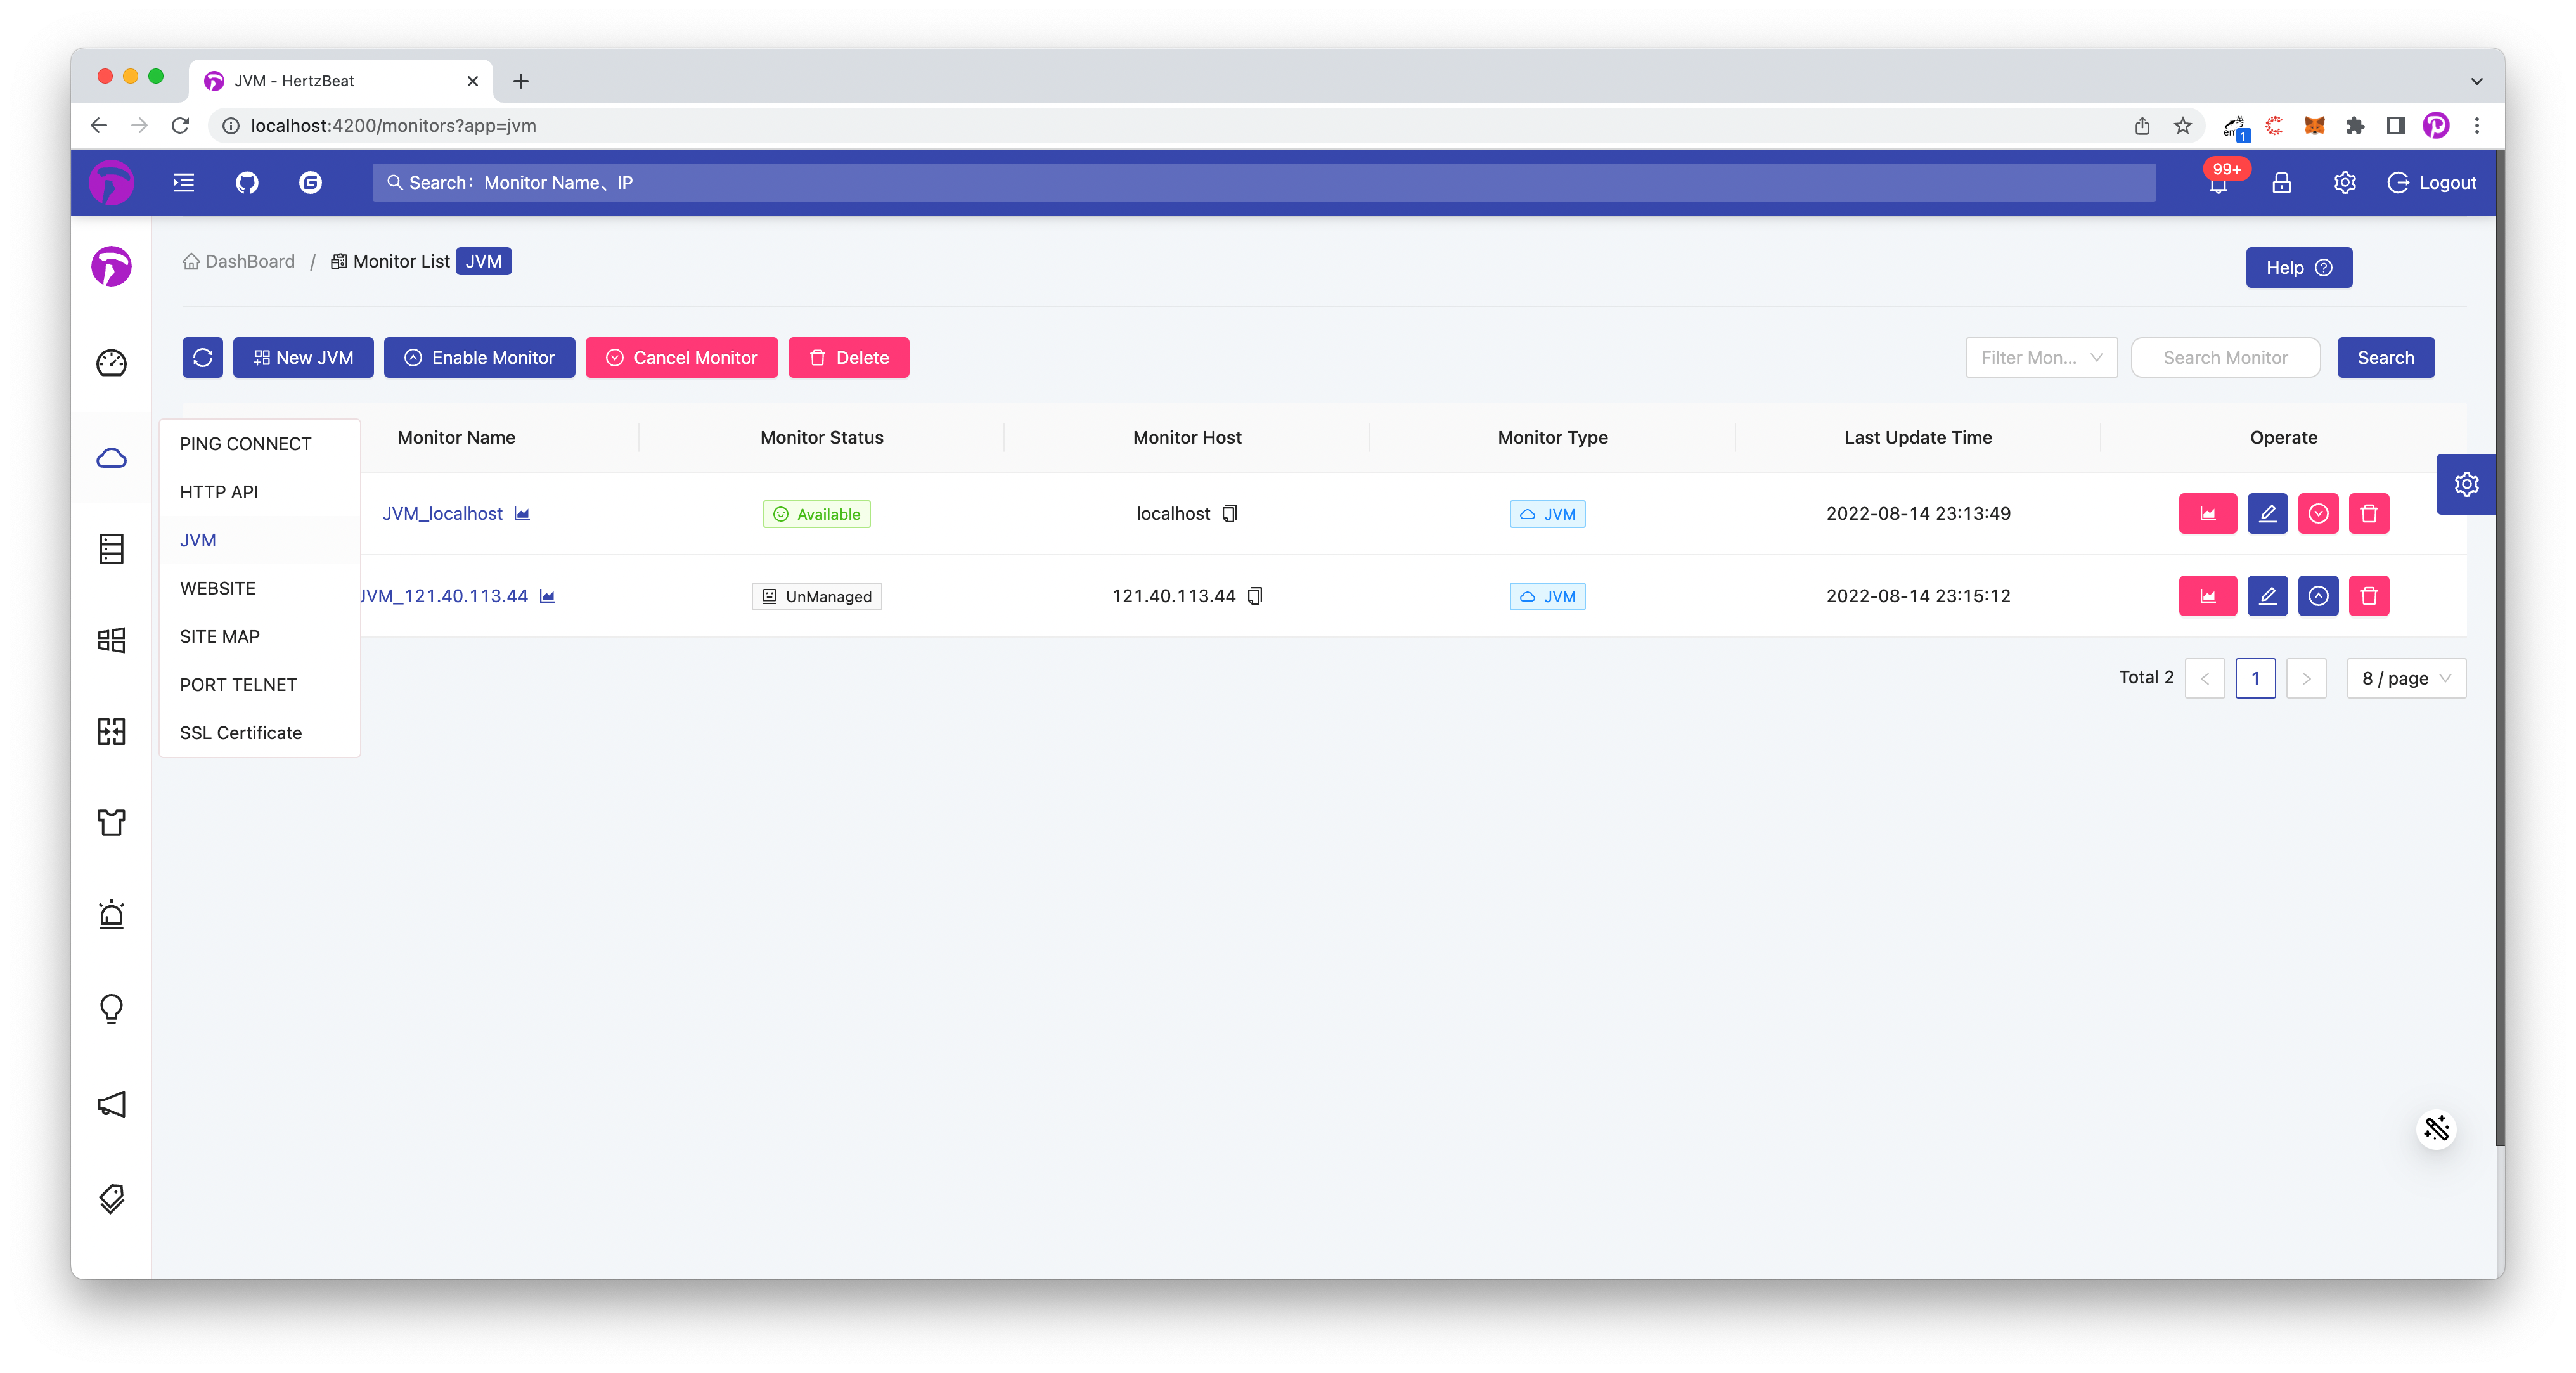 JVM - HertzBeat
localhost:4200/monitors?app=jvm
英
en
1
Search：Monitor Name、IP
99+
Logout
DashBoard / Monitor List JVM
Help
New JVM
Enable Monitor
Cancel Monitor
Delete
Filter Mon...
Search Monitor
Search
PING CONNECT
HTTP API
JVM
WEBSITE
SITE MAP
PORT TELNET
SSL Certificate
Monitor Name Monitor Status Monitor Host Monitor Type Last Update Time Operate
JVM_localhost Available localhost JVM 2022-08-14 23:13:49
JVM_121.40.113.44 UnManaged 121.40.113.44 JVM 2022-08-14 23:15:12
Total 2 < 1 > 8 / page